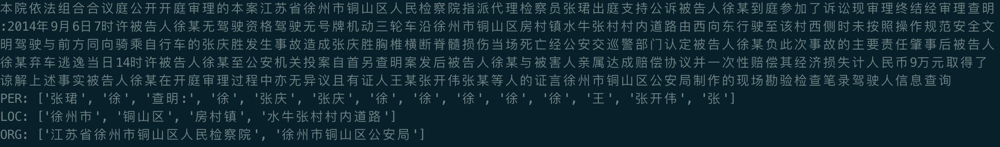 本院依法组合合议庭公开开庭审理的本案江苏省徐州市铜山区人民检察院指派代理检察员张珺出庭支持公诉被告人徐某到庭参加了诉讼现审理终结经审理查明
:2014年9月6日7时许被告人徐某无驾驶资格驾驶无号牌机动三轮车沿徐州市铜山区房村镇水牛张村村内道路由西向东行驶至该村西侧时未按照操作规范安全文
明驾驶与前方同向骑乘自行车的张庆胜发生事故造成张庆胜胸椎横断脊髓损伤当场死亡经公安交巡警部门认定被告人徐某负此次事故的主要责任肇事后被告人
徐某弃车逃逸当日14时许被告人徐某至公安机关投案自首另查明案发后被告人徐某与被害人亲属达成赔偿协议并一次性赔偿其经济损失计人民币9万元取得了
谅解上述事实被告人徐某在开庭审理过程中亦无异议且有证人王某张开伟张某等人的证言徐州市铜山区公安局制作的现场勘验检查笔录驾驶人信息查询
PER: ['张珺', '徐', '查明:', '徐', '张庆', '张庆', '徐', '徐', '徐', '徐', '徐', '王', '张开伟', '张']
LOC: ['徐州市', '铜山区', '房村镇', '水牛张村村内道路']
ORG: ['江苏省徐州市铜山区人民检察院', '徐州市铜山区公安局']